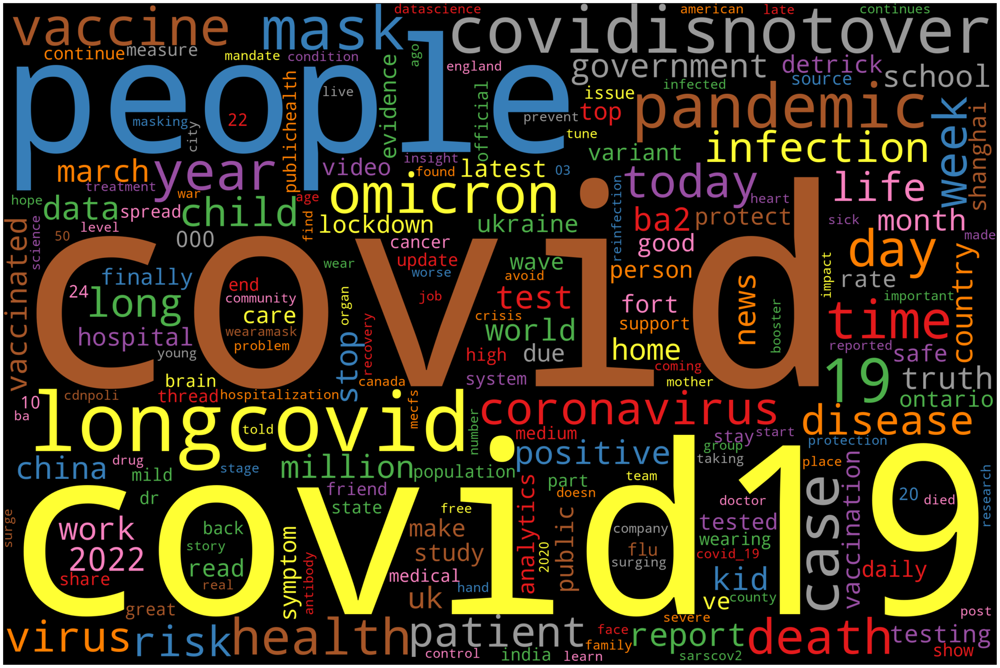 vaccine
mask
datascience
covidisnotover
american
late
continues
continue
measure
mandate
condition
people
ago
england
government
detrick
school
source
infected
issue
evidence
official
publichealth
live
masking
22
city
prevent
top
pandemic
tune
week
shanghai
infection
variant
march
year
video
insight
found
latest
03
treatment
war
age
omicron
today
life
heart
reinfection
hope
data
spread
child
lockdown
ukraine
ba2
protect
sick
month
made
level
find
science
50
000
vaccinated
covid
cancer
update
worse
wear
wave
avoid
good
person
day
country
rate
impact
important
finally
24
long
end
community
care
wearamask
problem
organ
job
test
fort
news
booster
time
crisis
support
world
hospital
young
stop
recovery
high
due
home
reported
safe
coming
brain
canada
system
mother
19
truth
cdnpoli
thread
hospitalization
10
ba
ontario
longcovid
told
mecfs
number
coronavirus
disease
medium
stay
start
protection
china
drug
mild
stage
million
population
positive
group
taking
place
vaccination
research
dr
friend
state
analytics
part
team
doesn
doctor
case
20
died
covid19
surge
work
back
story
2022
read
share
real
symptom
antibody
free
make
study
2020
public
company
flu
surging
tested
wearing
covid_19
medical
hand
kid
daily
uk
ve
county
great
severe
post
virus
risk
health
patient
face
family
report
death
testing
control
india
learn
sarscov2
show